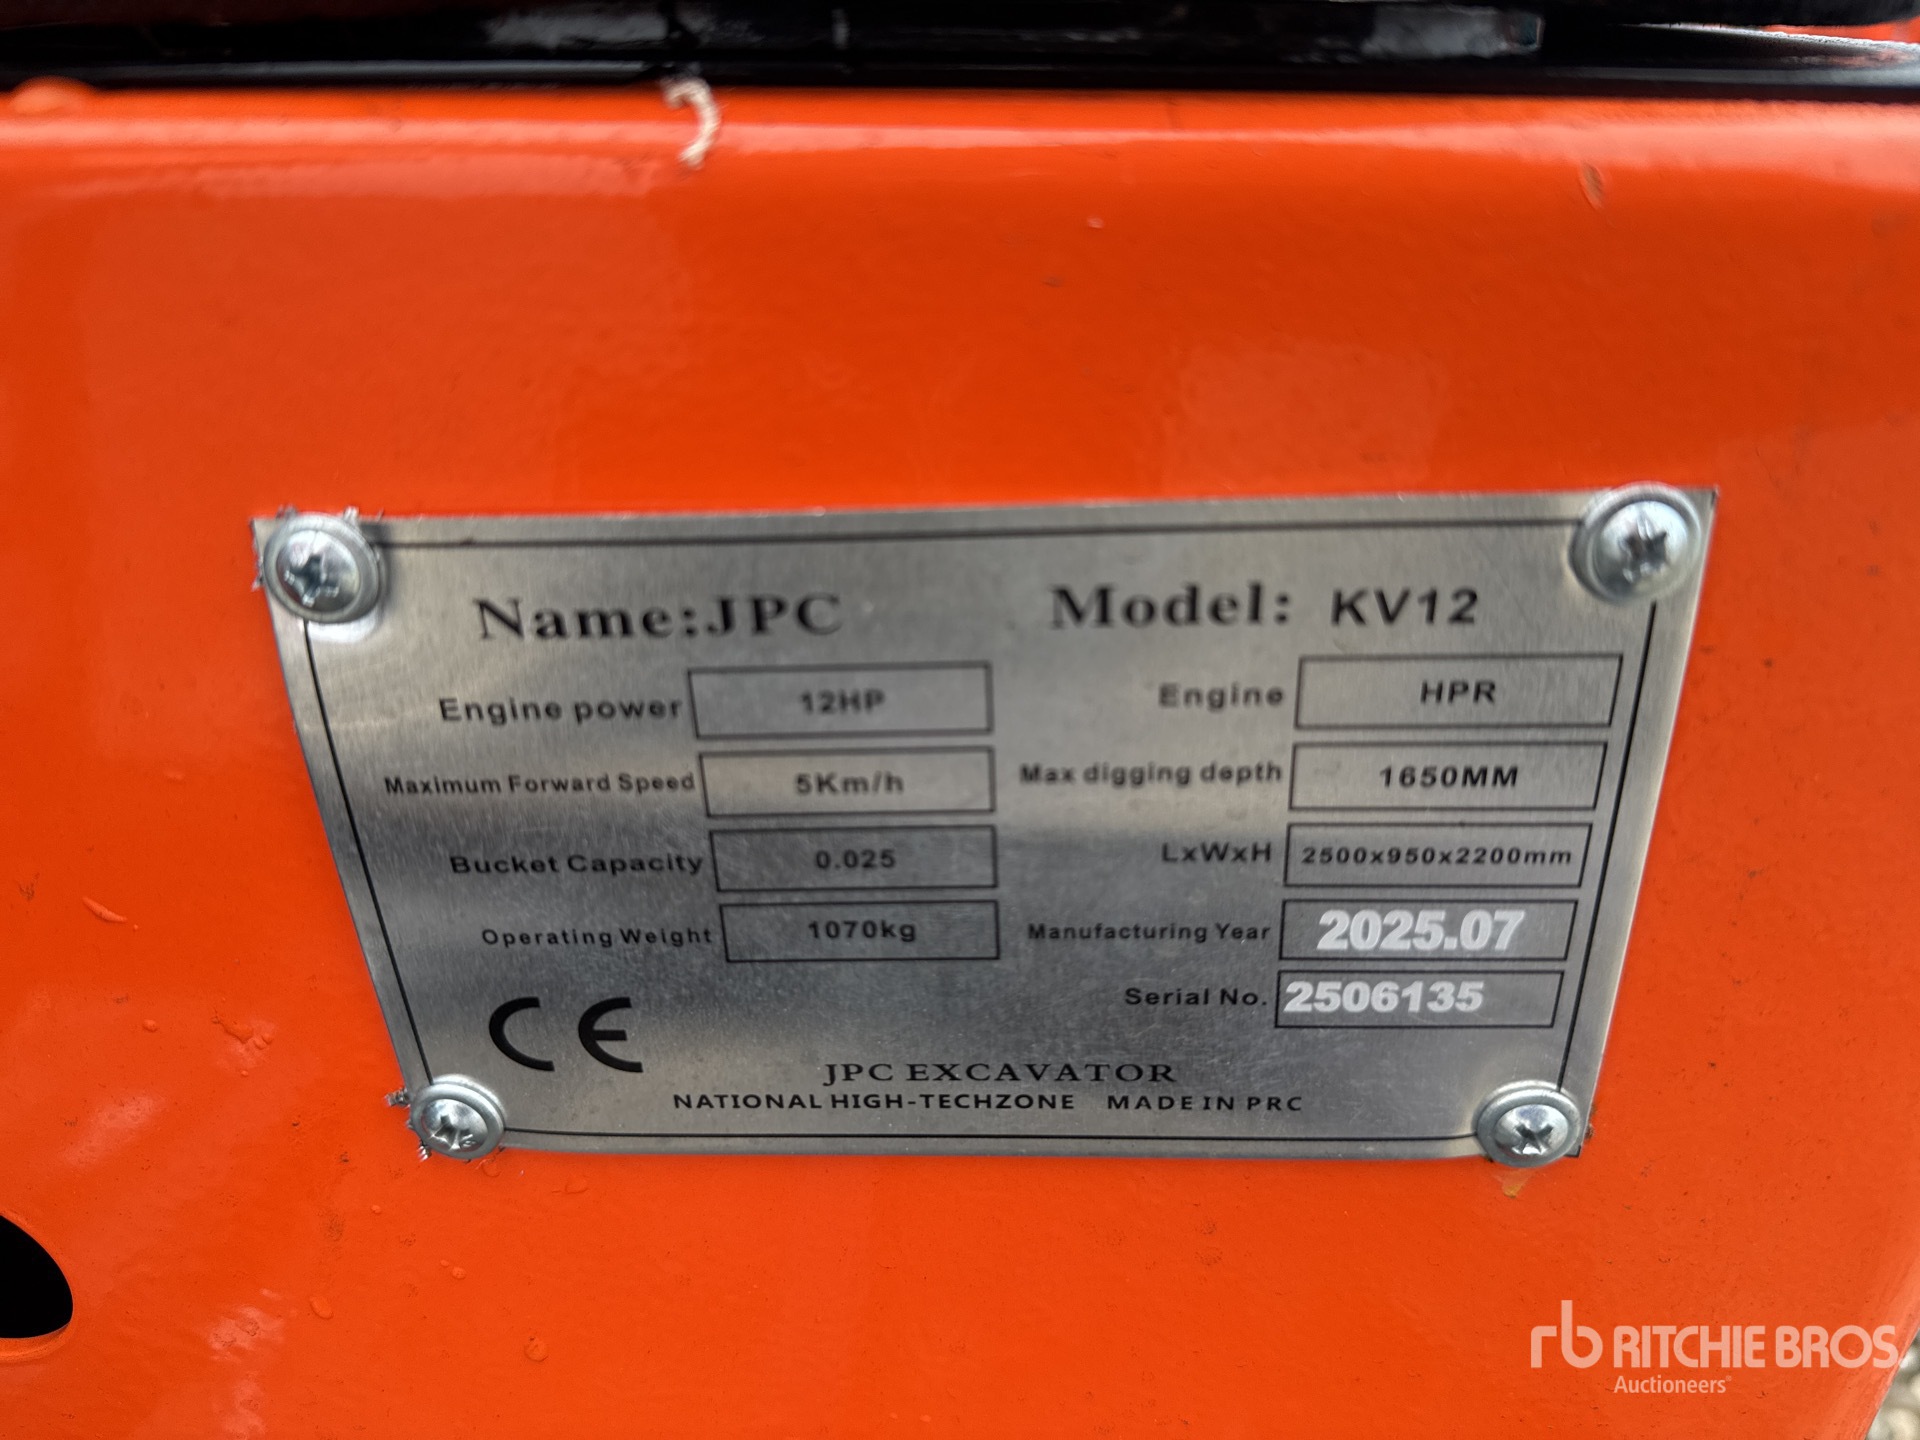 Name:JPC Model: KV12
Engine power 12HP Engine HPR
Maximum Forward Speed 5Km/h Max digging depth 1650MM
Bucket Capacity 0.025 LxWxH 2500x950x2200mm
Operating Weight 1070kg Manufacturing Year 2025.07
Serial No. 2506135
CE
JPC EXCAVATOR
NATIONAL HIGH-TECHZONE MADE IN PRC
rb RITCHIE BROS.
Auctioneers